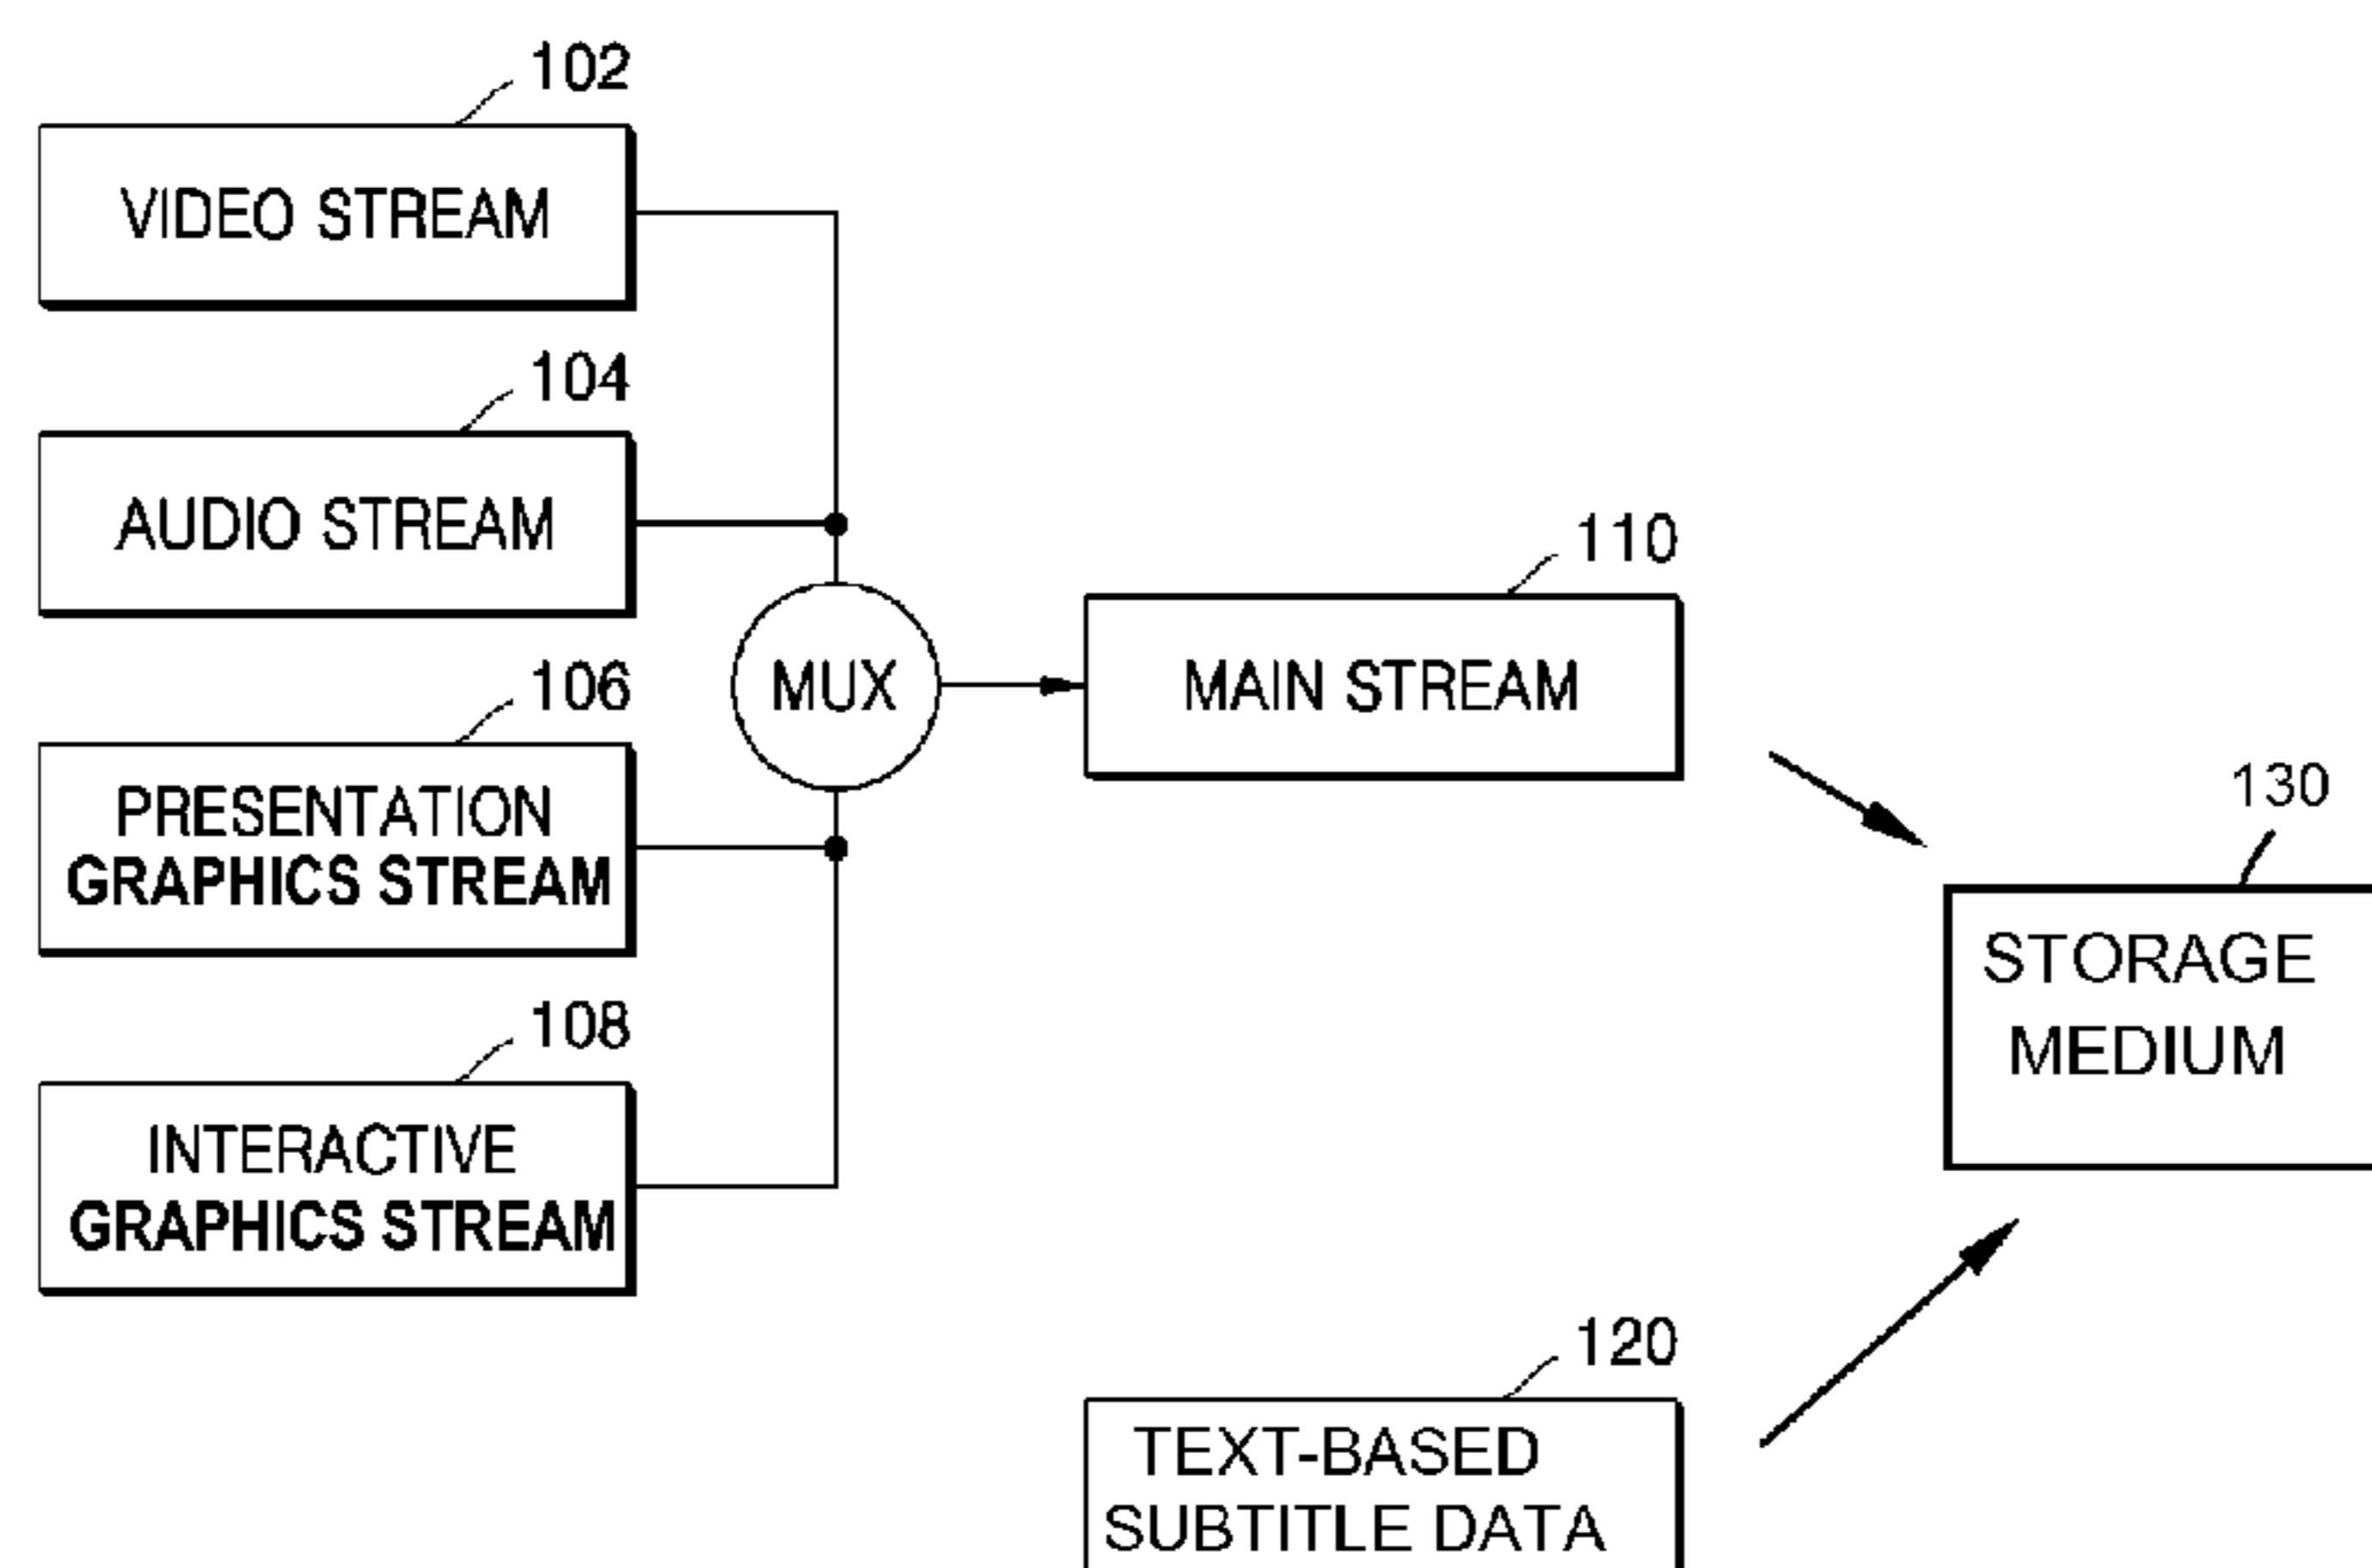 102
VIDEO STREAM
104
AUDIO STREAM
106
PRESENTATION
GRAPHICS STREAM
108
INTERACTIVE
GRAPHICS STREAM
MUX
110
MAIN STREAM
120
TEXT-BASED
SUBTITLE DATA
130
STORAGE
MEDIUM